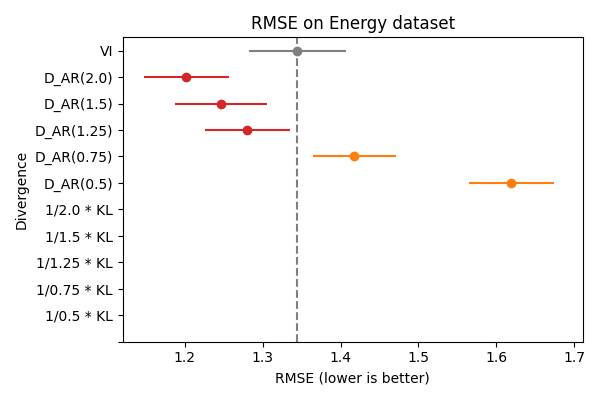 RMSE on Energy dataset
VI
D_AR(2.0)
D_AR(1.5)
D_AR(1.25)
D_AR(0.75)
D_AR(0.5)
1/2.0 * KL
1/1.5 * KL
1/1.25 * KL
1/0.75 * KL
1/0.5 * KL
Divergence
1.2 1.3 1.4 1.5 1.6 1.7
RMSE (lower is better)